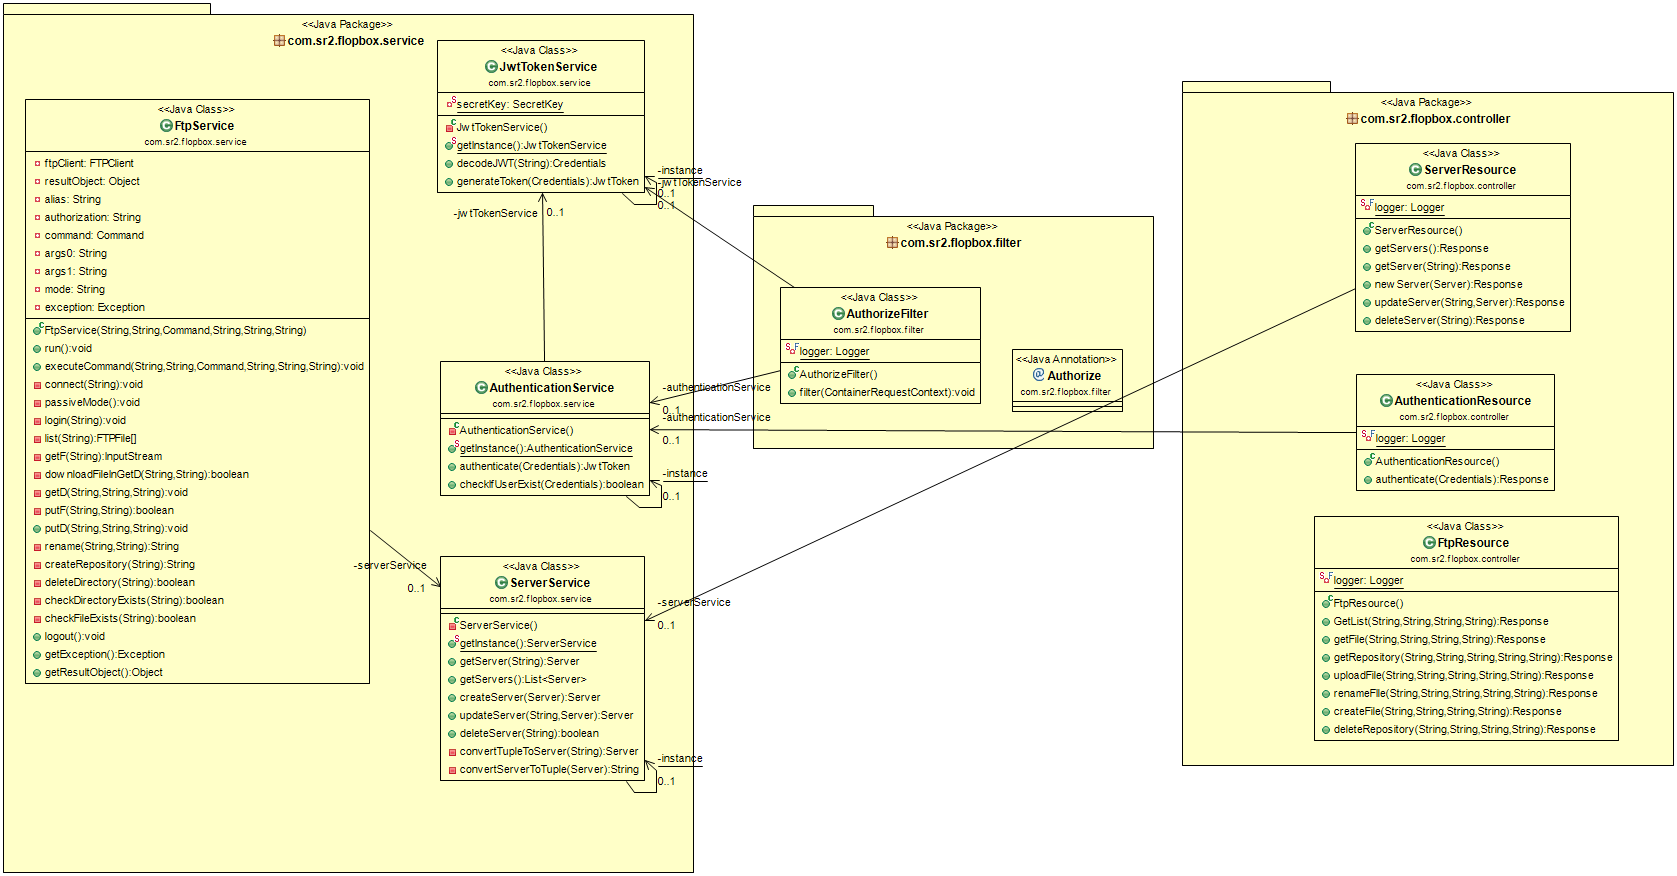 <<Java Package>>
com.sr2.flopbox.service
<<Java Class>>
FtpService
com.sr2.flopbox.service
ftpClient: FTPClient
resultObject: Object
alias: String
authorization: String
command: Command
args0: String
args1: String
mode: String
exception: Exception
FtpService(String,String,Command,String,String,String)
run():void
executeCommand(String,String,Command,String,String,String):void
connect(String):void
passiveMode():void
login(String):void
list(String):FTPFile[]
getF(String):InputStream
downloadFileInGetD(String,String):boolean
getD(String,String,String):void
putF(String,String):boolean
putD(String,String,String):void
rename(String,String):String
createRepository(String):String
deleteDirectory(String):boolean
checkDirectoryExists(String):boolean
checkFileExists(String):boolean
logout():void
getException():Exception
getResultObject():Object
<<Java Class>>
JwtTokenService
com.sr2.flopbox.service
secretKey: SecretKey
JwtTokenService()
getInstance():JwtTokenService
decodeJWT(String):Credentials
generateToken(Credentials):JwtToken
-instance
-jwtTokenService
0..1
0..1
-jwtTokenService
0..1
<<Java Class>>
AuthenticationService
com.sr2.flopbox.service
AuthenticationService()
getInstance():AuthenticationService
authenticate(Credentials):JwtToken
checkIfUserExist(Credentials):boolean
-authenticationService
0..1
-authenticationService
0..1
-instance
0..1
-serverService
0..1
<<Java Class>>
ServerService
com.sr2.flopbox.service
ServerService()
getInstance():ServerService
getServer(String):Server
getServers():List<Server>
createServer(Server):Server
updateServer(String,Server):Server
deleteServer(String):boolean
convertTupleToServer(String):Server
convertServerToTuple(Server):String
-serverService
0..1
-instance
0..1
<<Java Package>>
com.sr2.flopbox.filter
<<Java Class>>
AuthorizeFilter
com.sr2.flopbox.filter
logger: Logger
AuthorizeFilter()
filter(ContainerRequestContext):void
<<Java Annotation>>
Authorize
com.sr2.flopbox.filter
<<Java Package>>
com.sr2.flopbox.controller
<<Java Class>>
ServerResource
com.sr2.flopbox.controller
logger: Logger
ServerResource()
getServers():Response
getServer(String):Response
newServer(Server):Response
updateServer(String,Server):Response
deleteServer(String):Response
<<Java Class>>
AuthenticationResource
com.sr2.flopbox.controller
logger: Logger
AuthenticationResource()
authenticate(Credentials):Response
<<Java Class>>
FtpResource
com.sr2.flopbox.controller
logger: Logger
FtpResource()
GetList(String,String,String,String):Response
getFile(String,String,String,String):Response
getRepository(String,String,String,String,String):Response
uploadFile(String,String,String,String,String):Response
renameFile(String,String,String,String,String):Response
createFile(String,String,String,String):Response
deleteRepository(String,String,String,String):Response